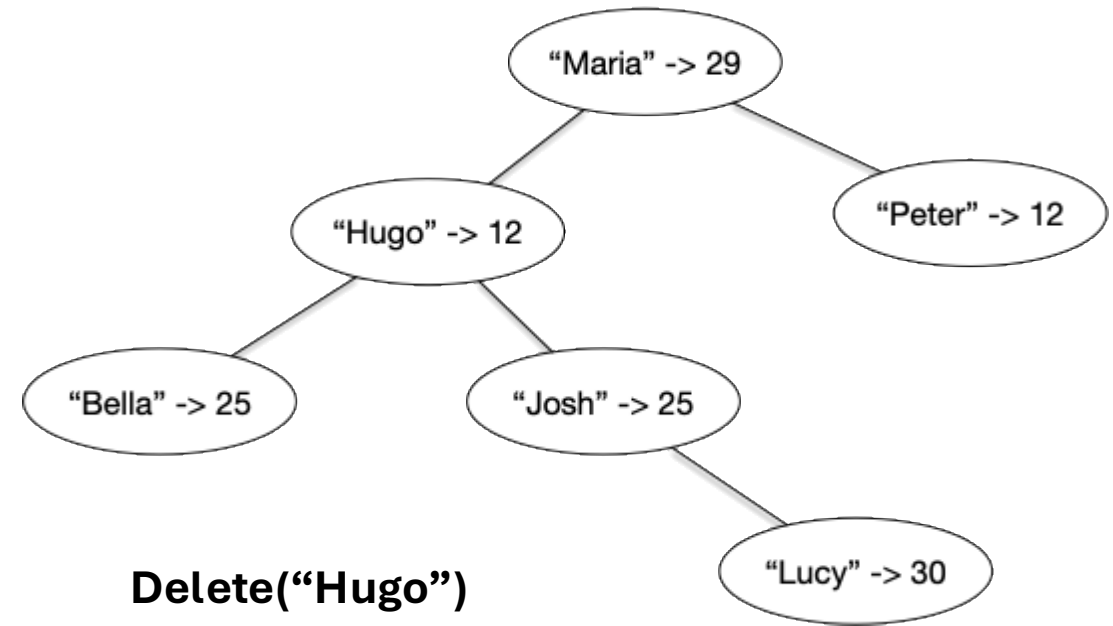 “Maria” -> 29
“Peter” -> 12
“Hugo” -> 12
“Bella” -> 25
“Josh” -> 25
“Lucy” -> 30
Delete(“Hugo”)